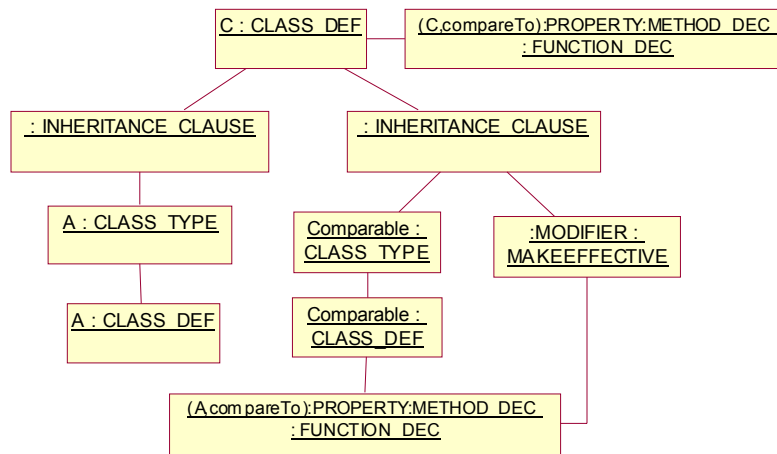 C : CLASS_DEF
(C,compareTo):PROPERTY:METHOD_DEC
: FUNCTION_DEC
: INHERITANCE_CLAUSE
: INHERITANCE_CLAUSE
A : CLASS_TYPE
Comparable :
CLASS_TYPE
:MODIFIER :
MAKEEFFECTIVE
A : CLASS_DEF
Comparable :
CLASS_DEF
(A,compareTo):PROPERTY:METHOD_DEC
: FUNCTION_DEC